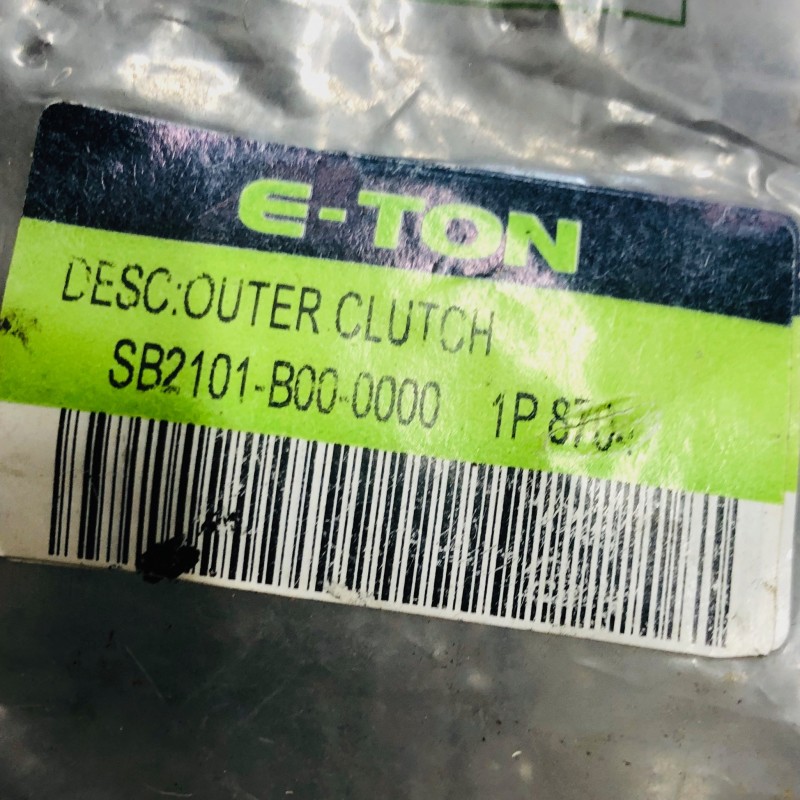 E-TON
DESC:OUTER CLUTCH
SB2101-B00-0000 1P